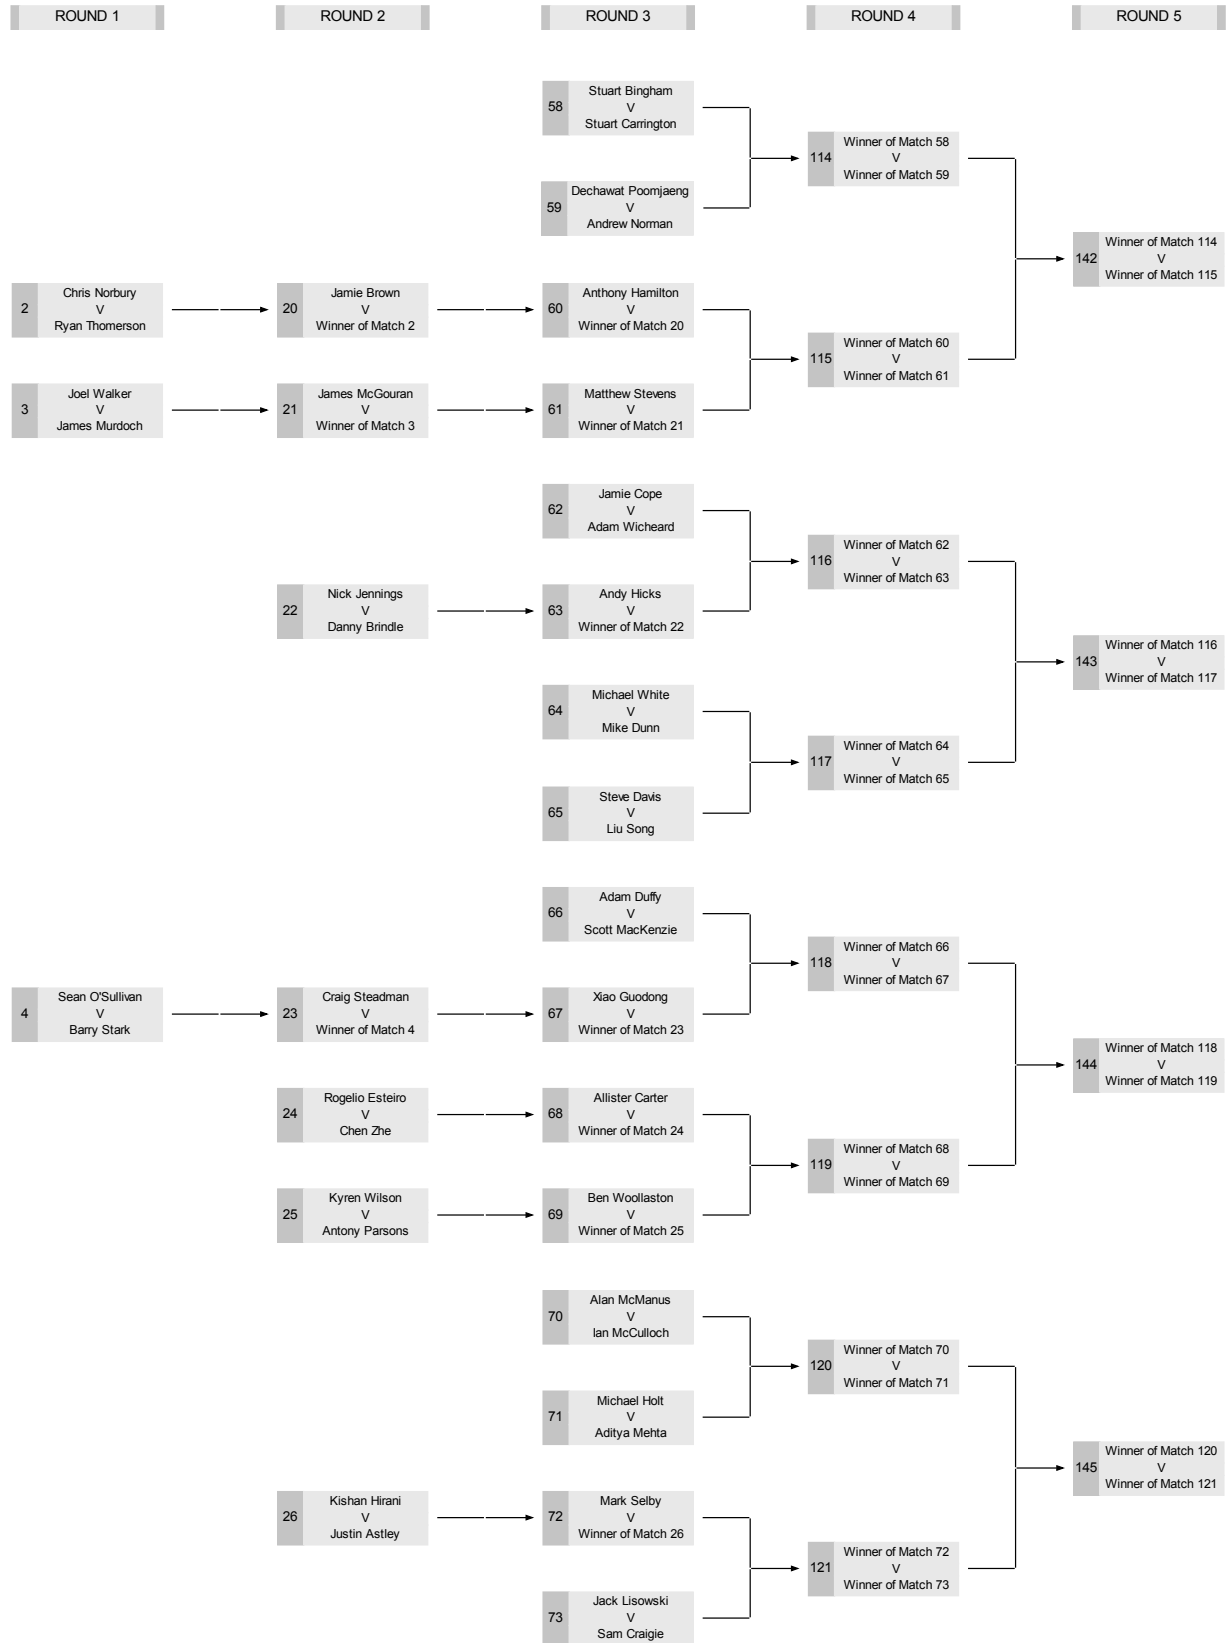 ROUND 1
ROUND 2
ROUND 3
ROUND 4
ROUND 5
58
Stuart Bingham
V
Stuart Carrington
114
Winner of Match 58
V
Winner of Match 59
59
Dechawat Poomjaeng
V
Andrew Norman
142
Winner of Match 114
V
Winner of Match 115
2
Chris Norbury
V
Ryan Thomerson
20
Jamie Brown
V
Winner of Match 2
60
Anthony Hamilton
V
Winner of Match 20
115
Winner of Match 60
V
Winner of Match 61
3
Joel Walker
V
James Murdoch
21
James McGouran
V
Winner of Match 3
61
Matthew Stevens
V
Winner of Match 21
62
Jamie Cope
V
Adam Wicheard
116
Winner of Match 62
V
Winner of Match 63
22
Nick Jennings
V
Danny Brindle
63
Andy Hicks
V
Winner of Match 22
143
Winner of Match 116
V
Winner of Match 117
64
Michael White
V
Mike Dunn
117
Winner of Match 64
V
Winner of Match 65
65
Steve Davis
V
Liu Song
66
Adam Duffy
V
Scott MacKenzie
118
Winner of Match 66
V
Winner of Match 67
4
Sean O'Sullivan
V
Barry Stark
23
Craig Steadman
V
Winner of Match 4
67
Xiao Guodong
V
Winner of Match 23
144
Winner of Match 118
V
Winner of Match 119
24
Rogelio Esteiro
V
Chen Zhe
68
Allister Carter
V
Winner of Match 24
119
Winner of Match 68
V
Winner of Match 69
25
Kyren Wilson
V
Antony Parsons
69
Ben Woollaston
V
Winner of Match 25
70
Alan McManus
V
Ian McCulloch
120
Winner of Match 70
V
Winner of Match 71
71
Michael Holt
V
Aditya Mehta
145
Winner of Match 120
V
Winner of Match 121
26
Kishan Hirani
V
Justin Astley
72
Mark Selby
V
Winner of Match 26
121
Winner of Match 72
V
Winner of Match 73
73
Jack Lisowski
V
Sam Craigie